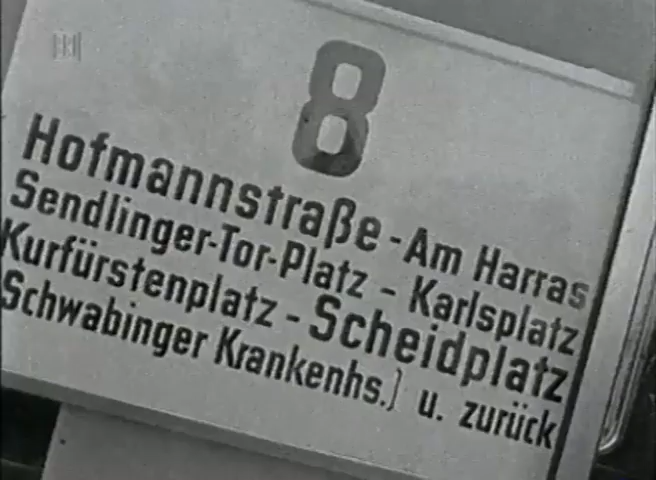 8
Hofmannstraße - Am Harras
Sendlinger-Tor-Platz - Karlsplatz
Kurfürstenplatz - Scheidplatz
Schwabinger Krankenhs.) u. zurück